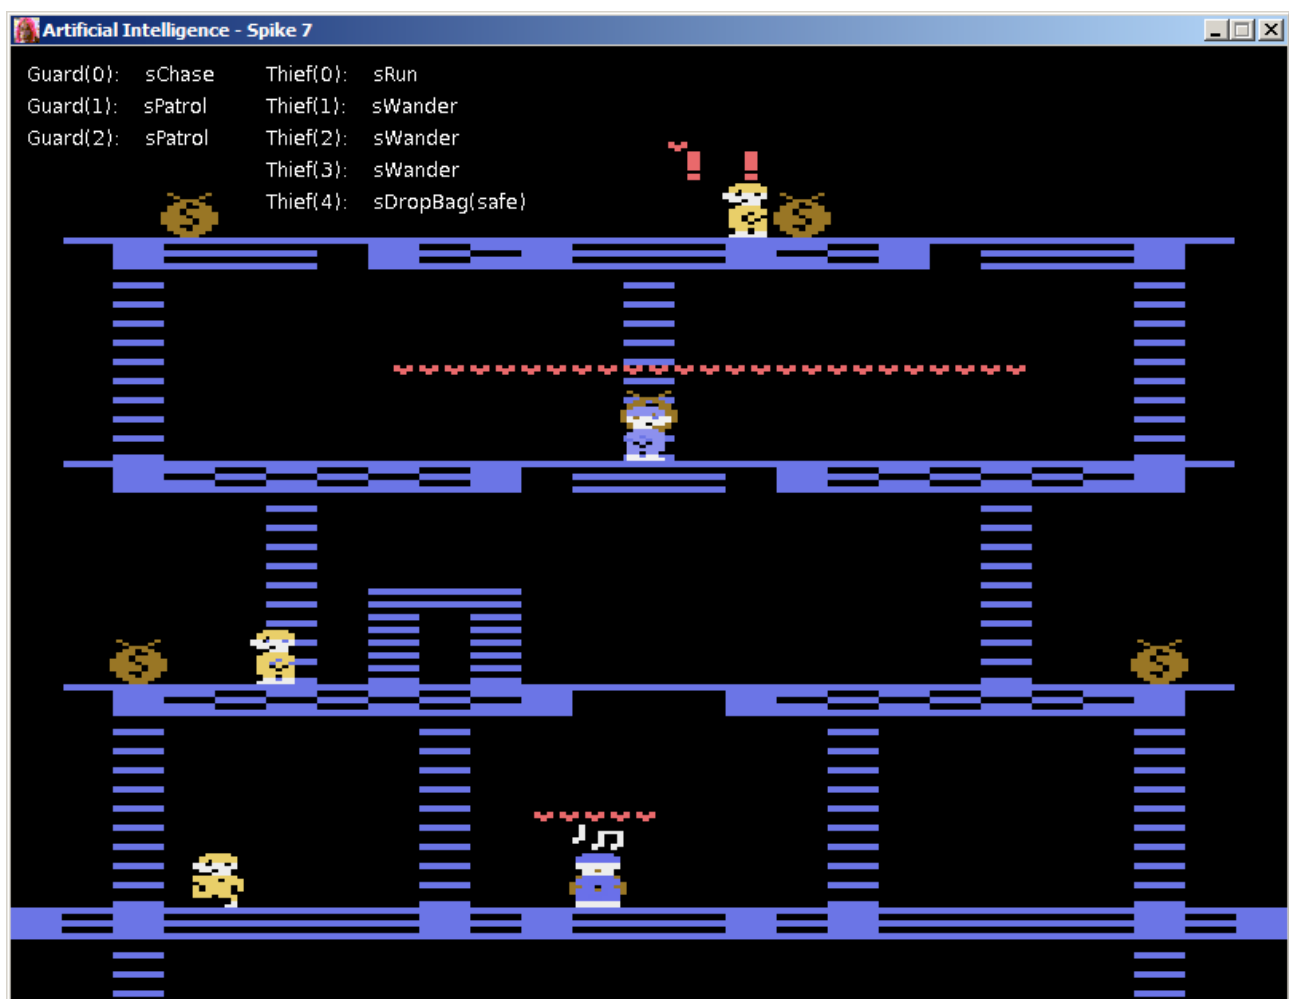 Artificial Intelligence - Spike 7
Guard(0): sChase Thief(0): sRun
Guard(1): sPatrol Thief(1): sWander
Guard(2): sPatrol Thief(2): sWander
Thief(3): sWander
Thief(4): sDropBag(safe)
! !
$ $
$ $